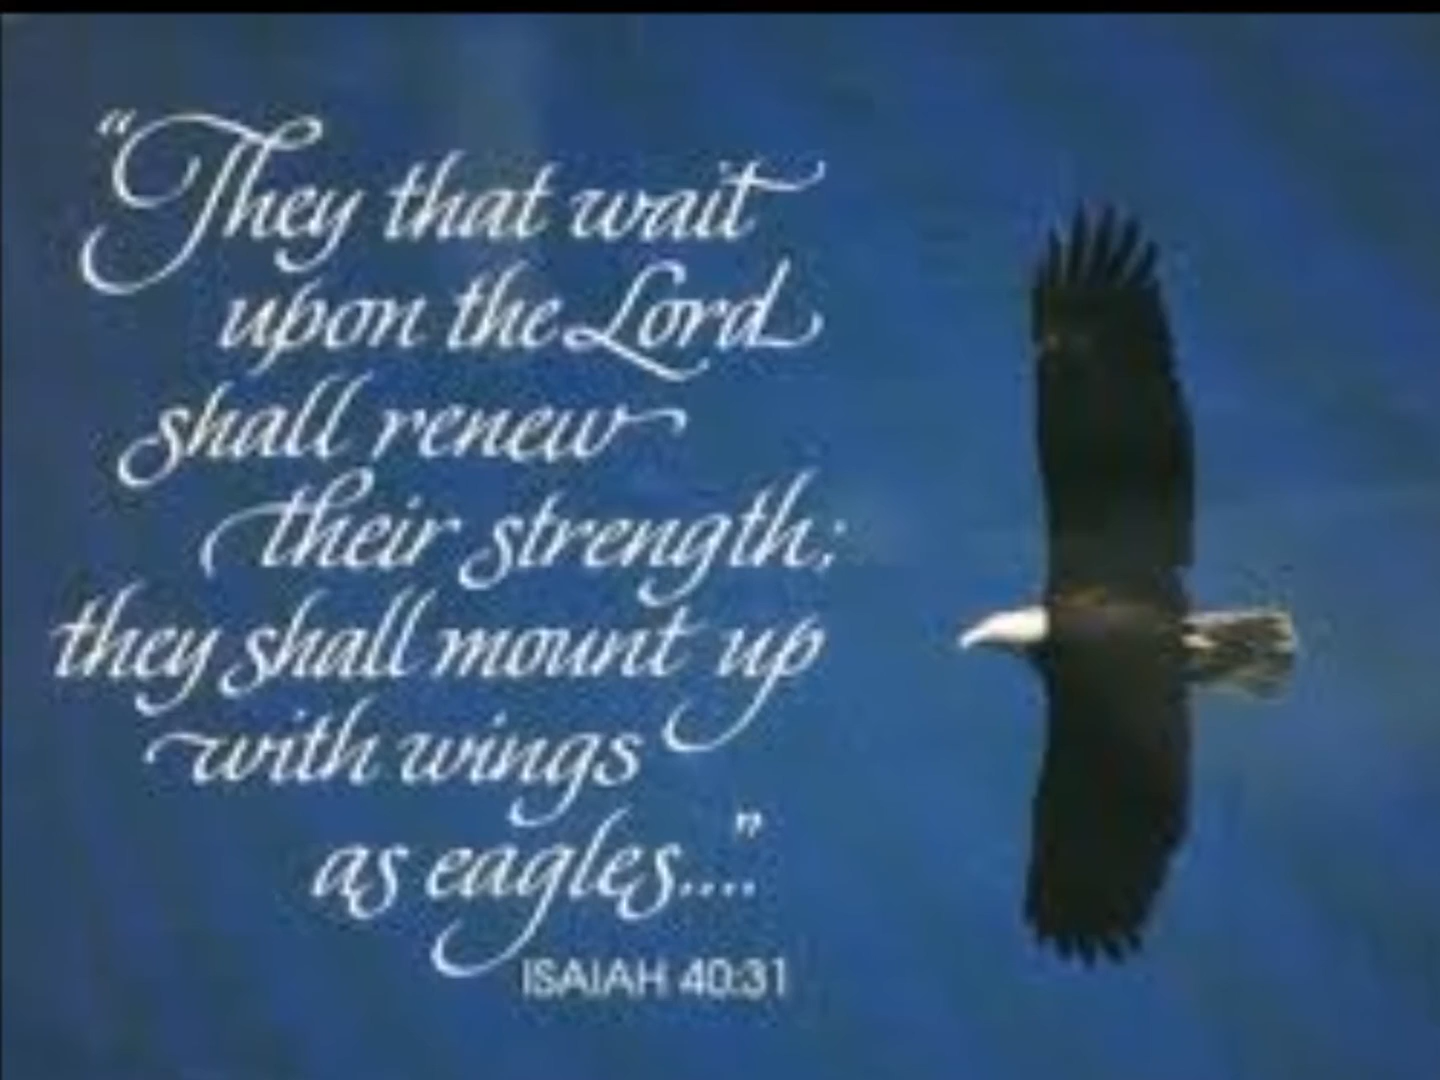 “They that wait
upon the Lord
shall renew
their strength;
they shall mount up
with wings
as eagles....”
ISAIAH 40:31